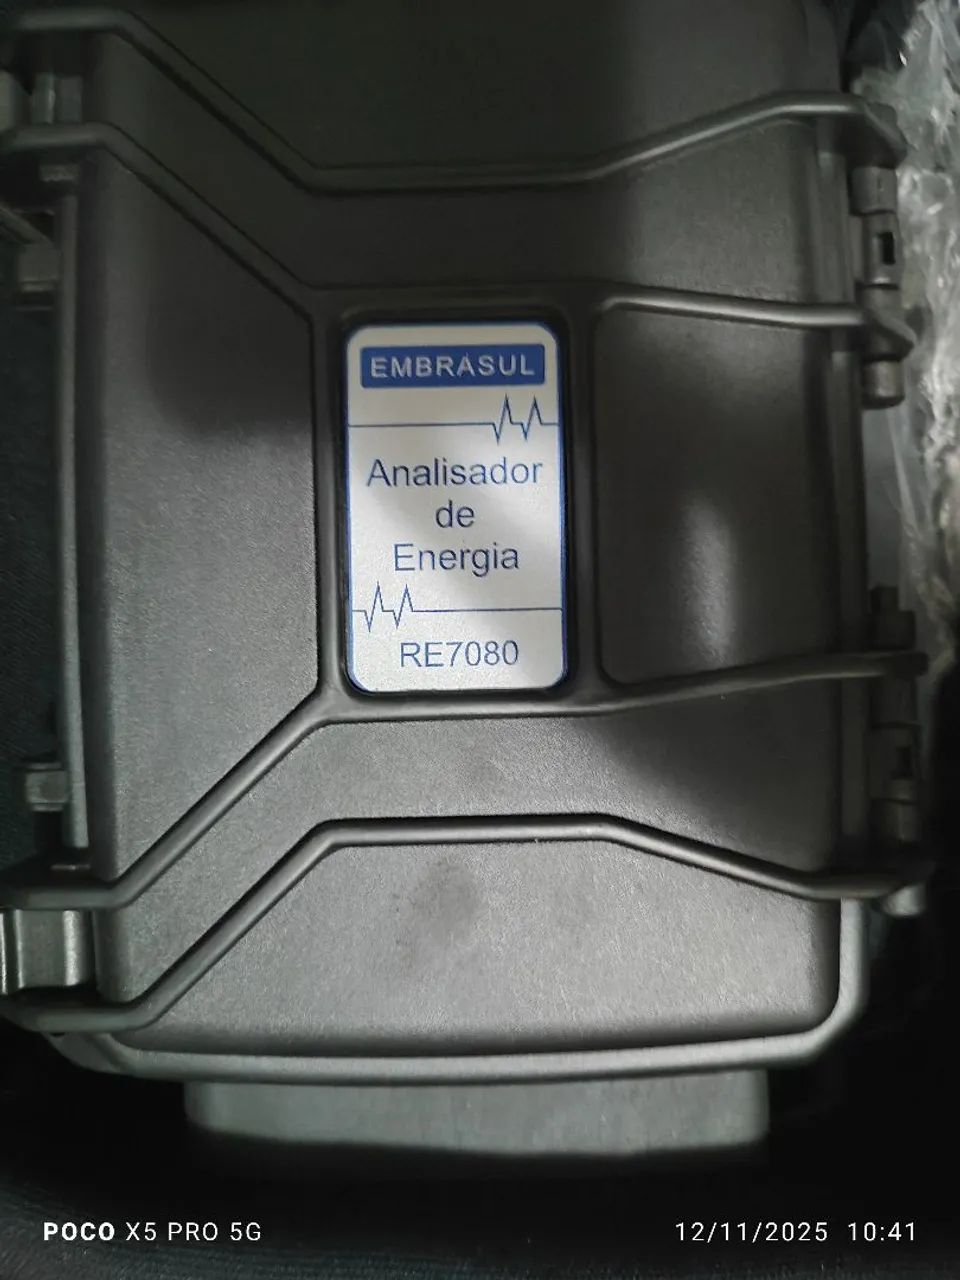 EMBRASUL
Analisador
de
Energia
RE7080
POCO X5 PRO 5G
12/11/2025 10:41